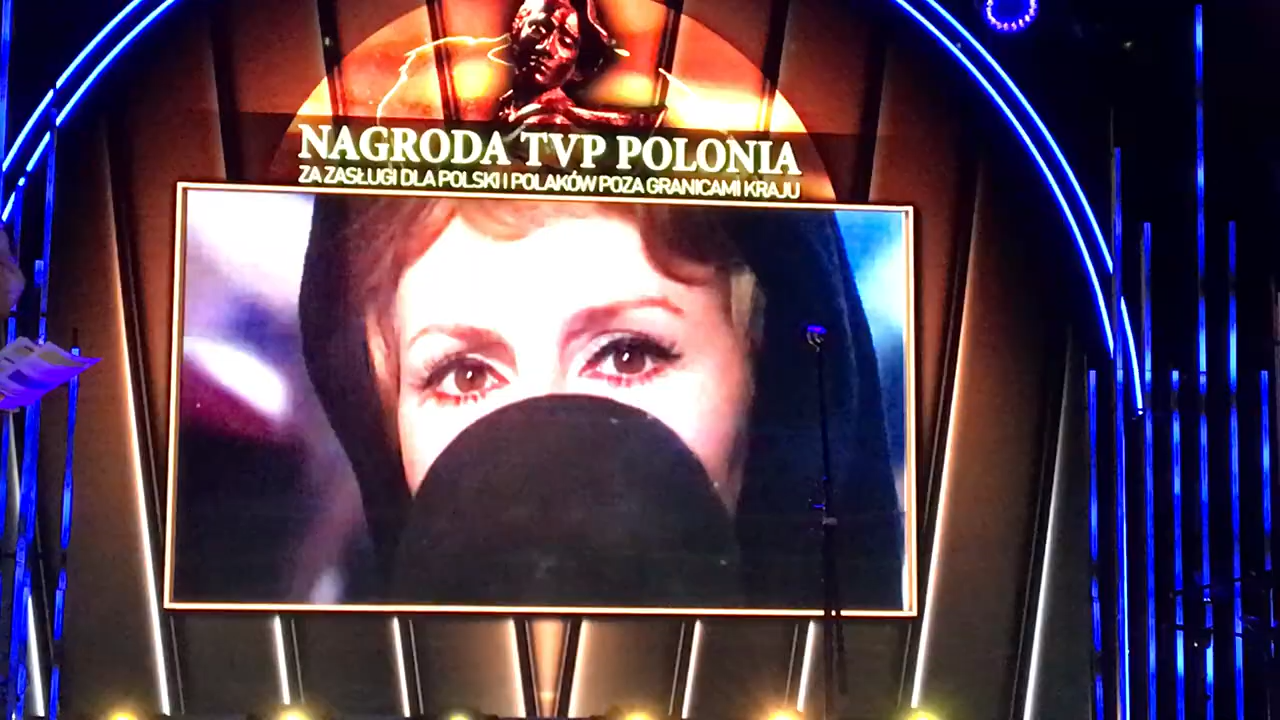 NAGRODA TVP POLONIA
ZA ZASŁUGI DLA POLSKI I POLAKÓW POZA GRANICAMI KRAJU